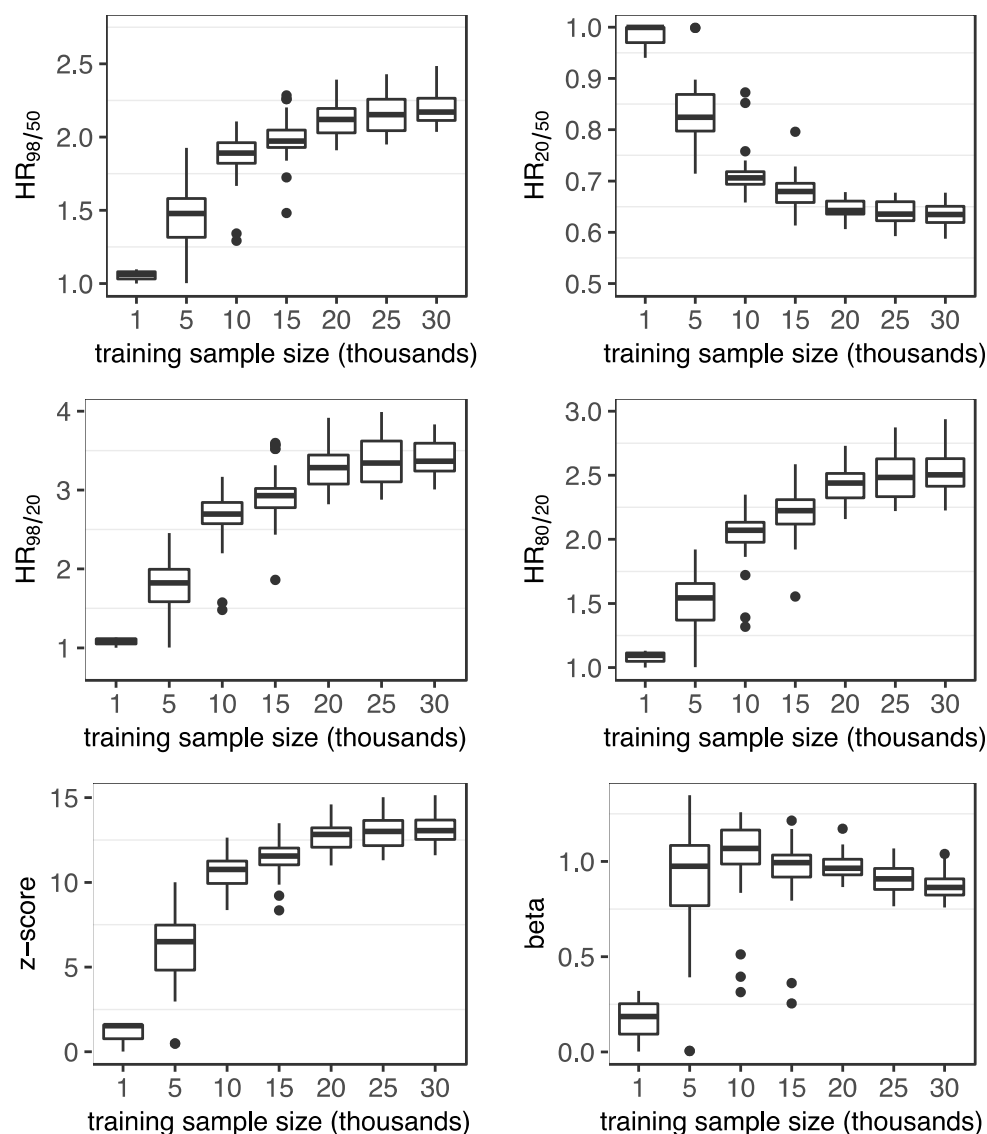 HR98/50
2.5
2.0
1.5
1.0
1 5 10 15 20 25 30
training sample size (thousands)
HR20/50
1.0
0.9
0.8
0.7
0.6
0.5
1 5 10 15 20 25 30
training sample size (thousands)
HR98/20
4
3
2
1
1 5 10 15 20 25 30
training sample size (thousands)
HR80/20
3.0
2.5
2.0
1.5
1.0
1 5 10 15 20 25 30
training sample size (thousands)
z−score
15
10
5
0
1 5 10 15 20 25 30
training sample size (thousands)
beta
1.0
0.5
0.0
1 5 10 15 20 25 30
training sample size (thousands)